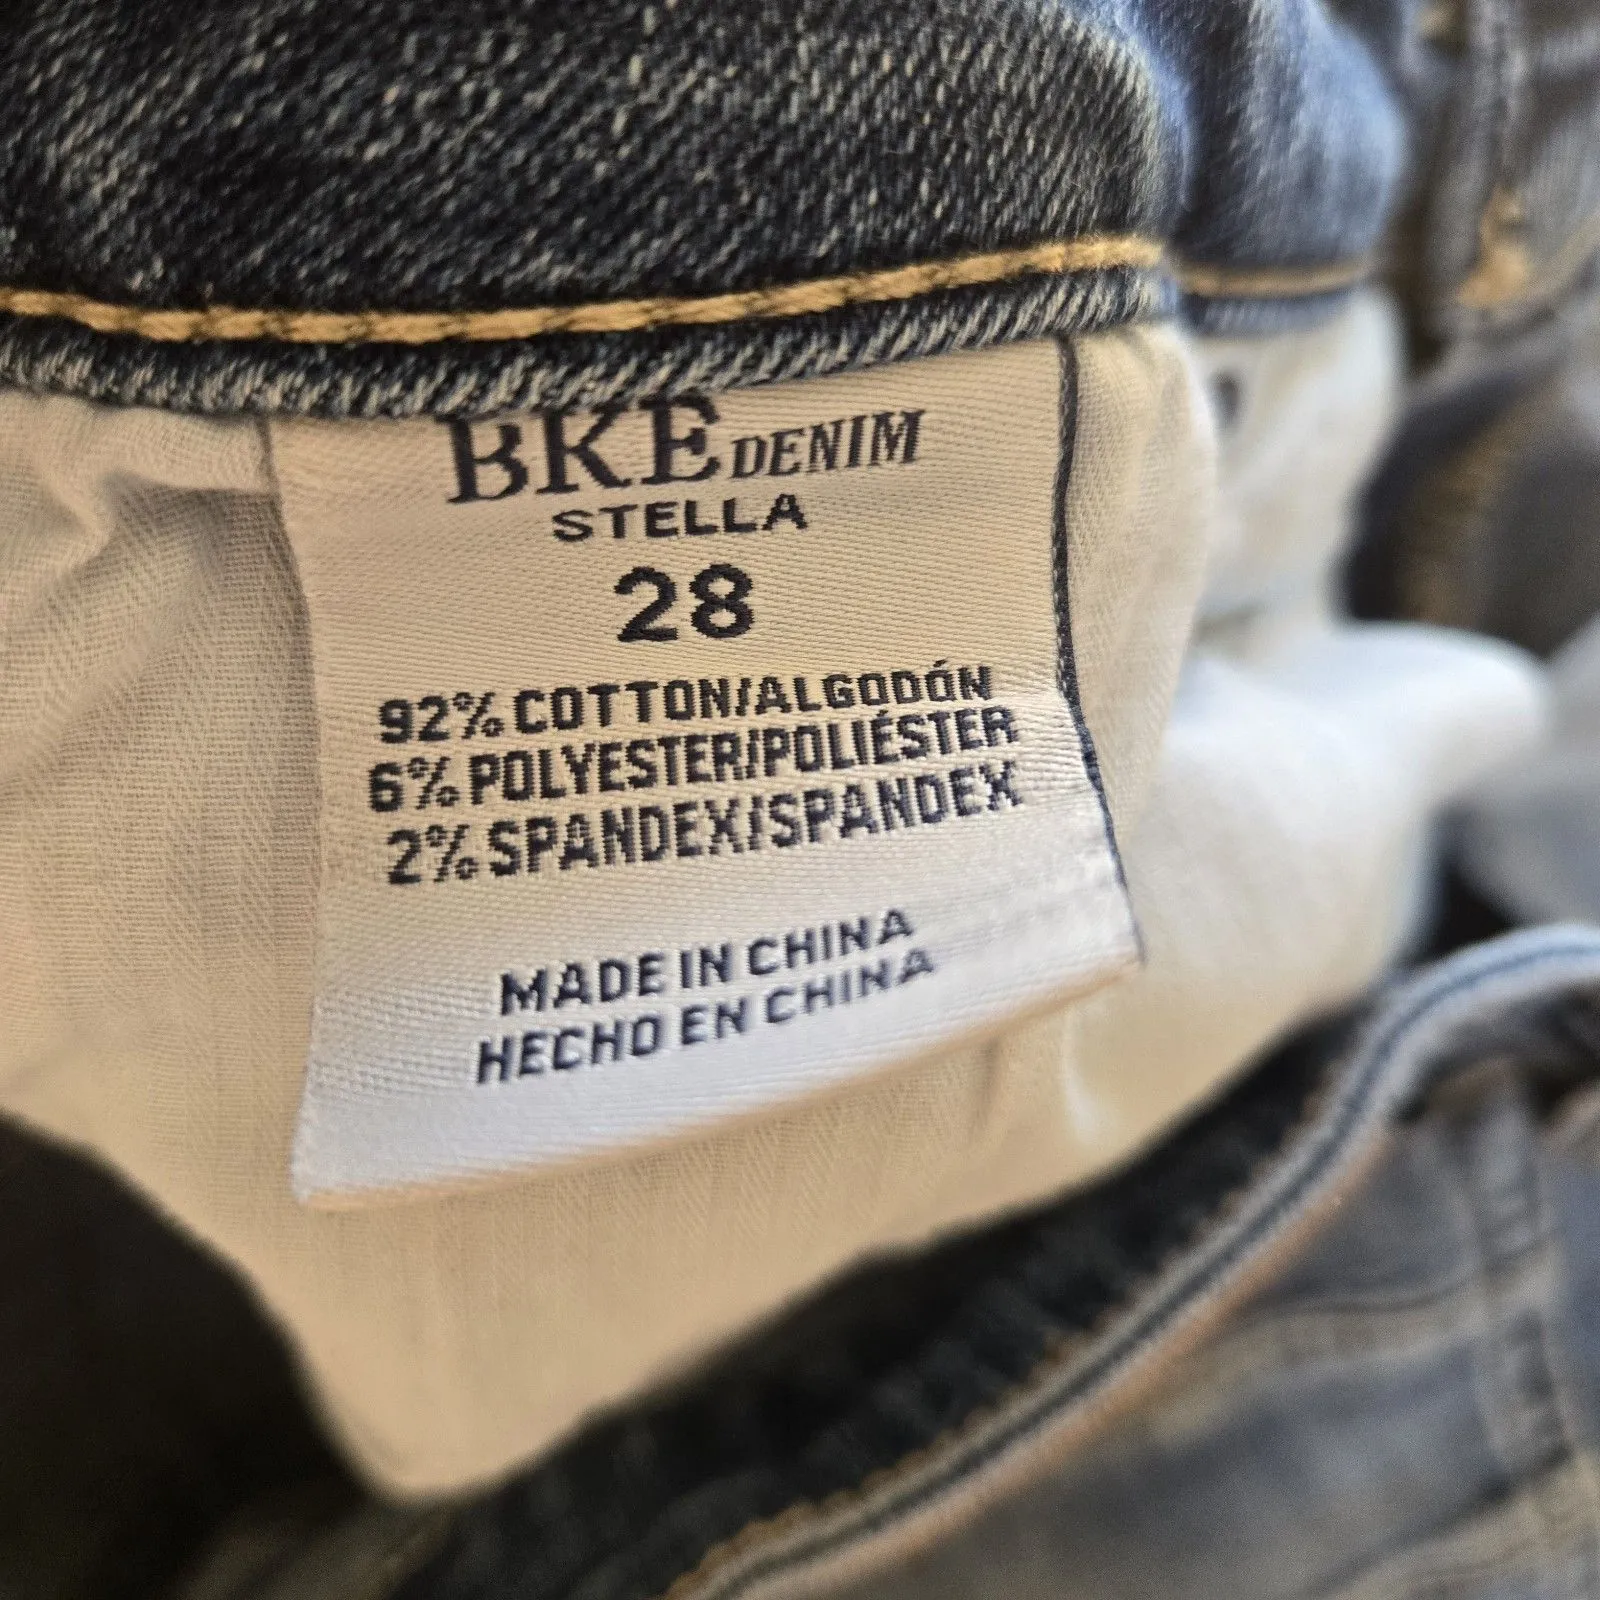 BKE DENIM
STELLA
28
92% COTTON/ALGODÓN
6% POLYESTER/POLIÉSTER
2% SPANDEX/SPANDEX
MADE IN CHINA
HECHO EN CHINA